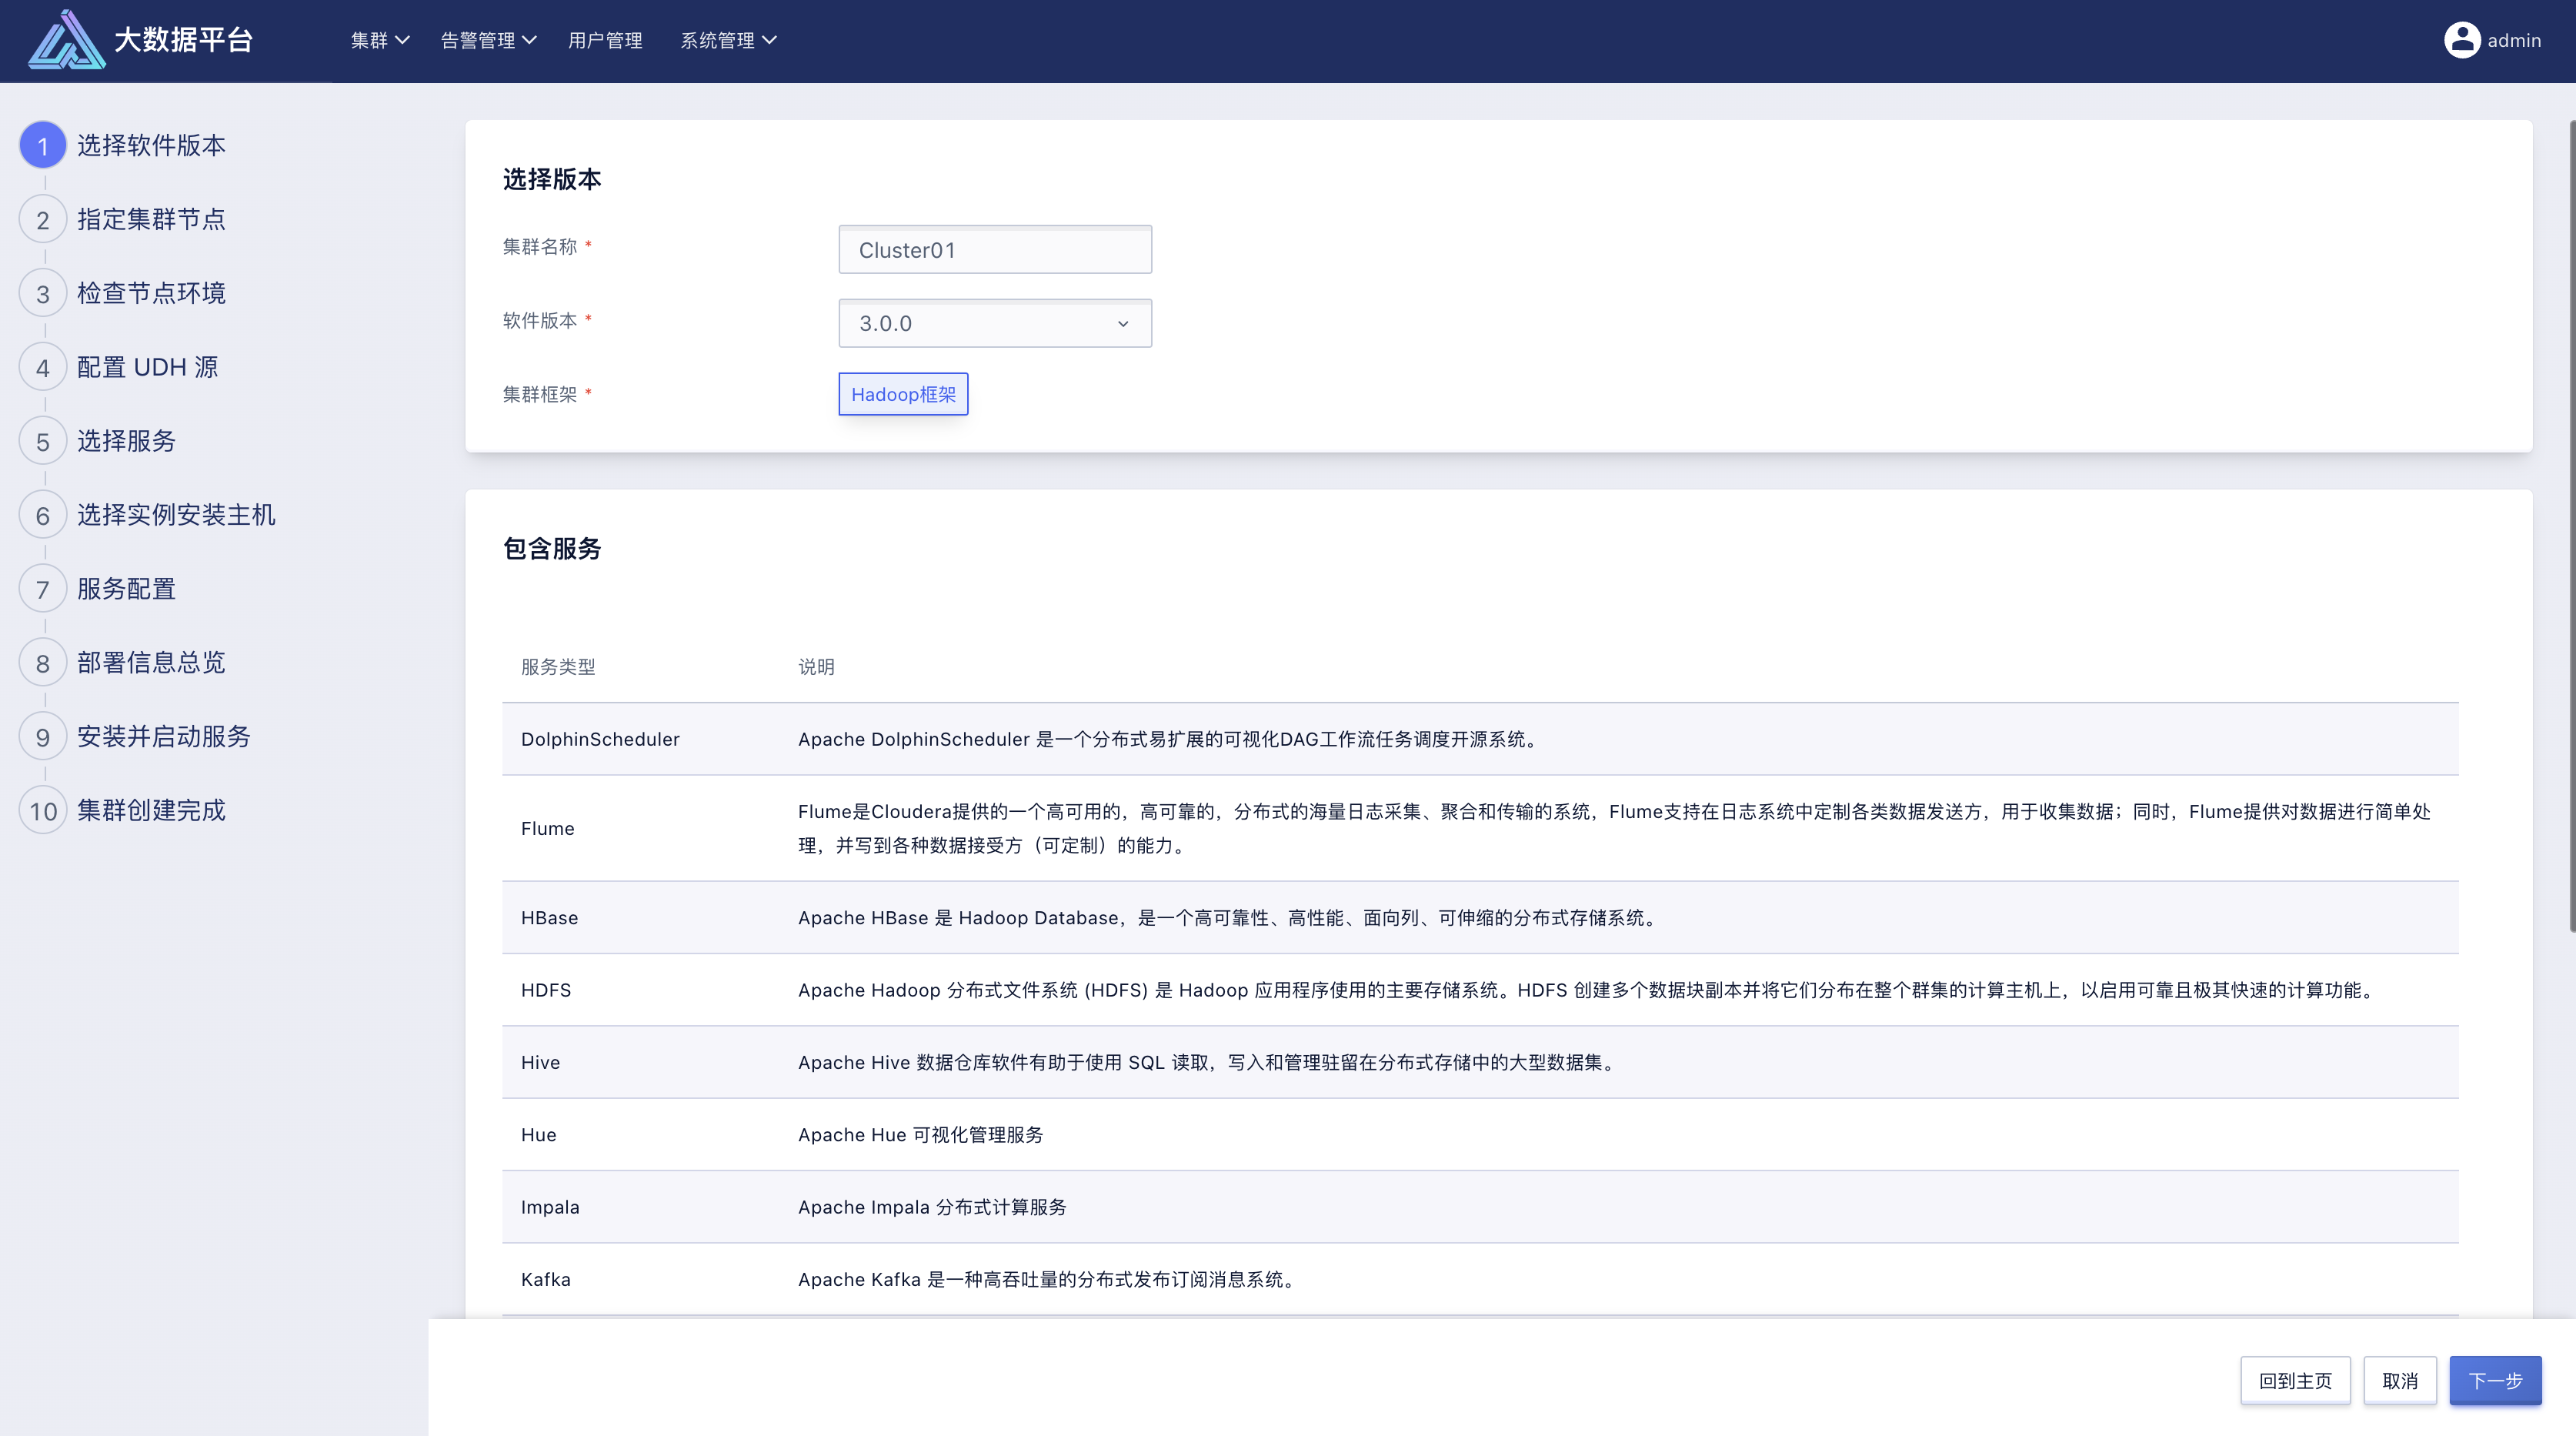 大数据平台
集群
告警管理
用户管理
系统管理
admin
1 选择软件版本
2 指定集群节点
3 检查节点环境
4 配置 UDH 源
5 选择服务
6 选择实例安装主机
7 服务配置
8 部署信息总览
9 安装并启动服务
10 集群创建完成
选择版本
集群名称 * Cluster01
软件版本 * 3.0.0
集群框架 * Hadoop框架
包含服务
服务类型 说明
DolphinScheduler Apache DolphinScheduler 是一个分布式易扩展的可视化DAG工作流任务调度开源系统。
Flume Flume是Cloudera提供的一个高可用的，高可靠的，分布式的海量日志采集、聚合和传输的系统，Flume支持在日志系统中定制各类数据发送方，用于收集数据；同时，Flume提供对数据进行简单处
理，并写到各种数据接受方（可定制）的能力。
HBase Apache HBase 是 Hadoop Database，是一个高可靠性、高性能、面向列、可伸缩的分布式存储系统。
HDFS Apache Hadoop 分布式文件系统 (HDFS) 是 Hadoop 应用程序使用的主要存储系统。HDFS 创建多个数据块副本并将它们分布在整个群集的计算主机上，以启用可靠且极其快速的计算功能。
Hive Apache Hive 数据仓库软件有助于使用 SQL 读取，写入和管理驻留在分布式存储中的大型数据集。
Hue Apache Hue 可视化管理服务
Impala Apache Impala 分布式计算服务
Kafka Apache Kafka 是一种高吞吐量的分布式发布订阅消息系统。
回到主页
取消
下一步